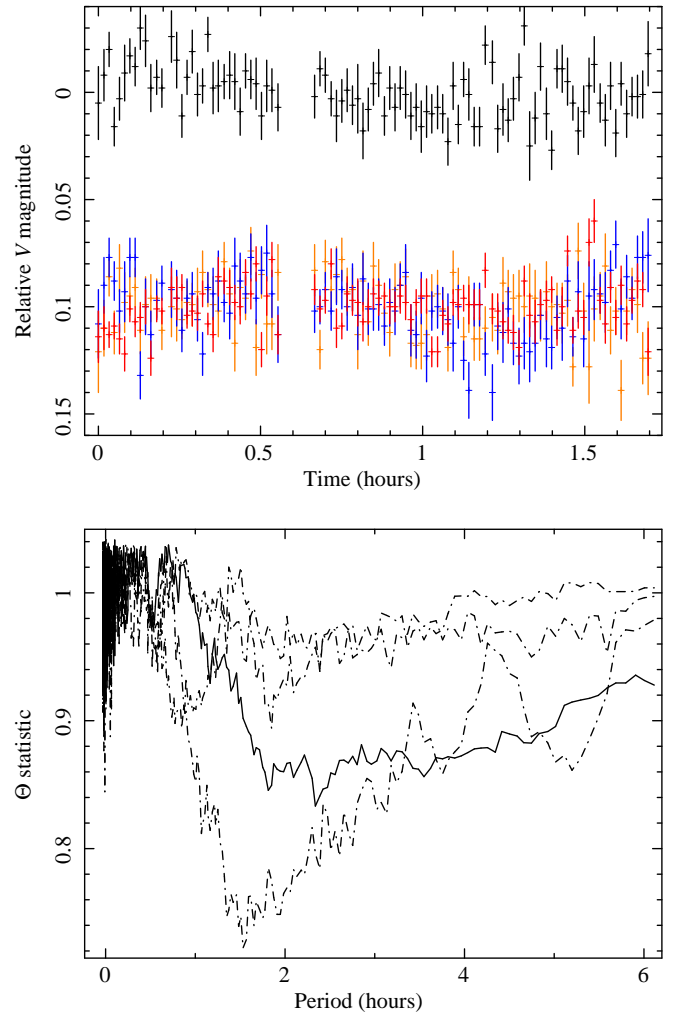 0
0.05
0.1
0.15
Relative V magnitude
0 0.5 1 1.5
Time (hours)
1
0.9
0.8
Θ statistic
0 2 4 6
Period (hours)